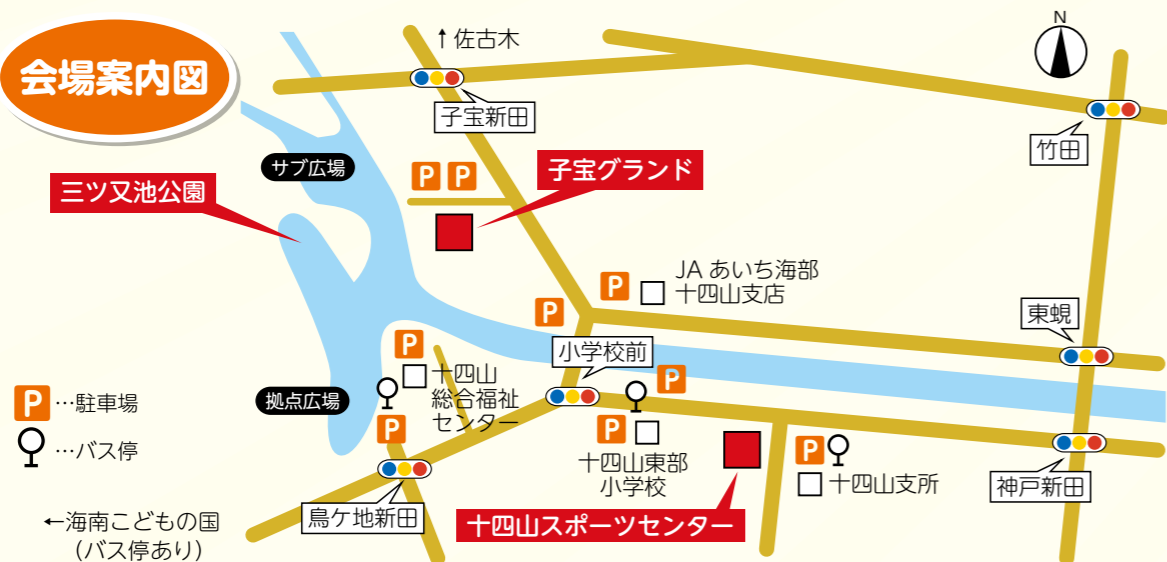 会場案内図
↑佐古木
N
子宝新田
竹田
サブ広場
三ツ又池公園
P
P
子宝グランド
P
JA あいち海部
十四山支店
P
東蜆
小学校前
P
十四山
総合福祉
センター
P
拠点広場
P
P
十四山東部
小学校
P
十四山支所
神戸新田
P…駐車場
…バス停
鳥ケ地新田
十四山スポーツセンター
←海南こどもの国
(バス停あり)